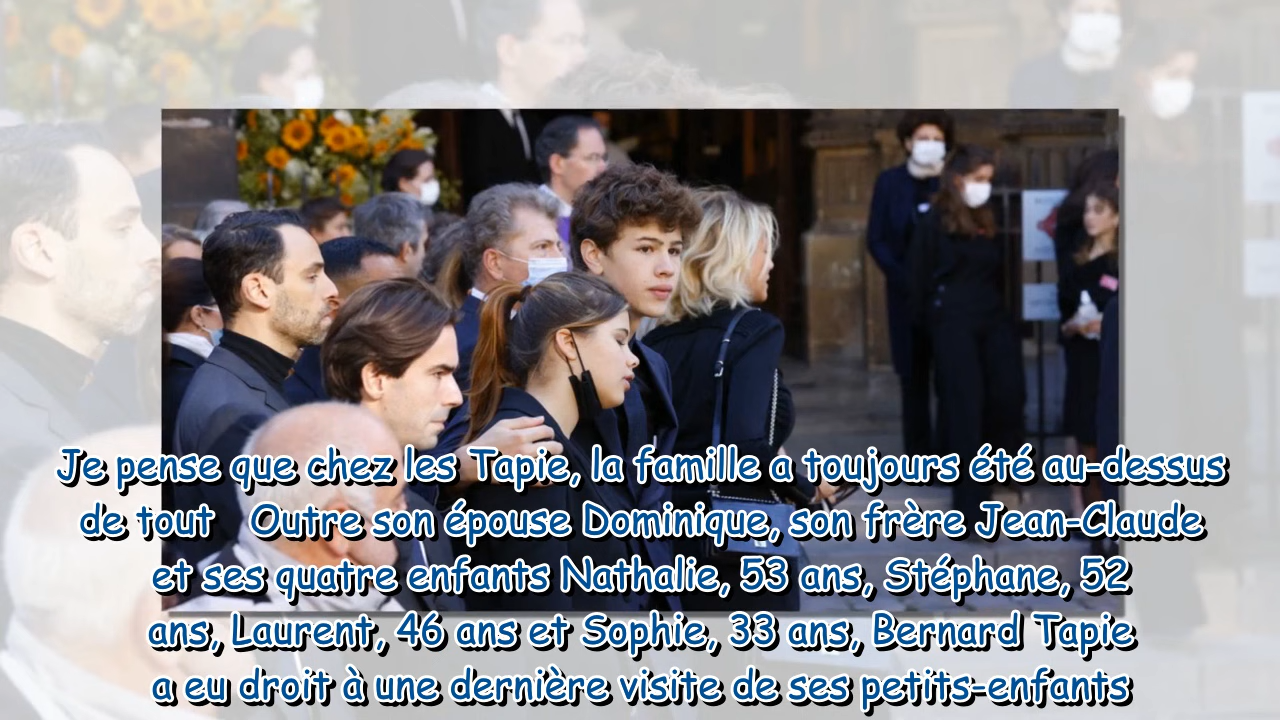 Je pense que chez les Tapie, la famille a toujours été au-dessus
de tout   Outre son épouse Dominique, son frère Jean-Claude
et ses quatre enfants Nathalie, 53 ans, Stéphane, 52
ans, Laurent, 46 ans et Sophie, 33 ans, Bernard Tapie
a eu droit à une dernière visite de ses petits-enfants